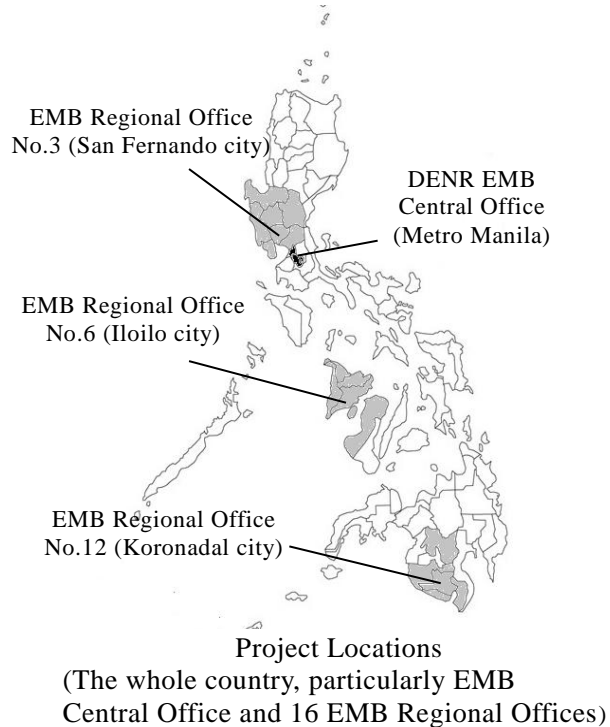 EMB Regional Office
No.3 (San Fernando city)
DENR EMB
Central Office
(Metro Manila)
EMB Regional Office
No.6 (Iloilo city)
EMB Regional Office
No.12 (Koronadal city)
Project Locations
(The whole country, particularly EMB
Central Office and 16 EMB Regional Offices)